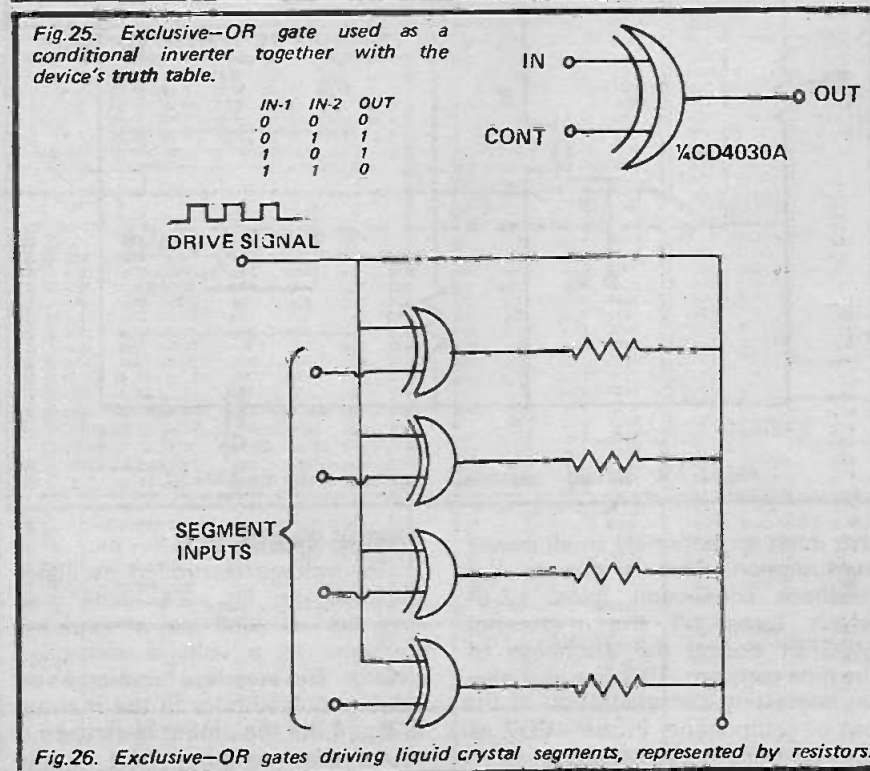 Fig.25. Exclusive—OR gate used as a
conditional inverter together with the
device's truth table.
IN-1 IN-2 OUT
0 0 0
0 1 1
1 0 1
1 1 0
IN
CONT
OUT
¼CD4030A
DRIVE SIGNAL
SEGMENT
INPUTS
Fig.26. Exclusive—OR gates driving liquid crystal segments, represented by resistors.